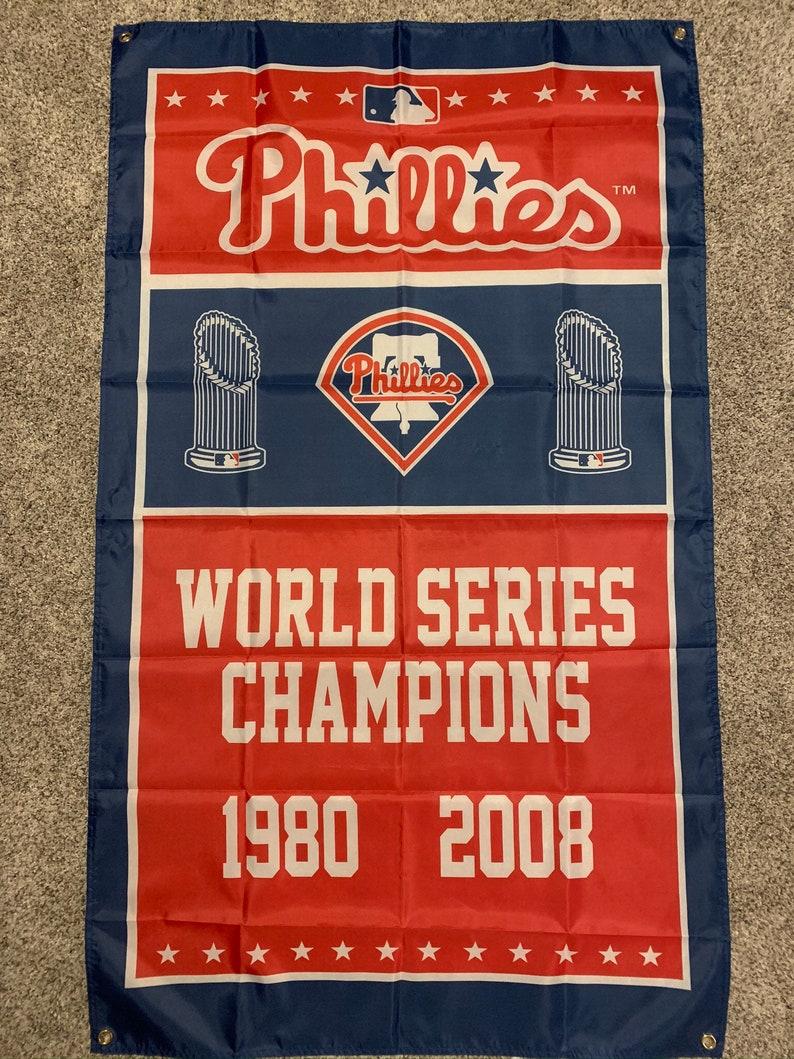 Phillies™
Phillies
WORLD SERIES
CHAMPIONS
1980 2008